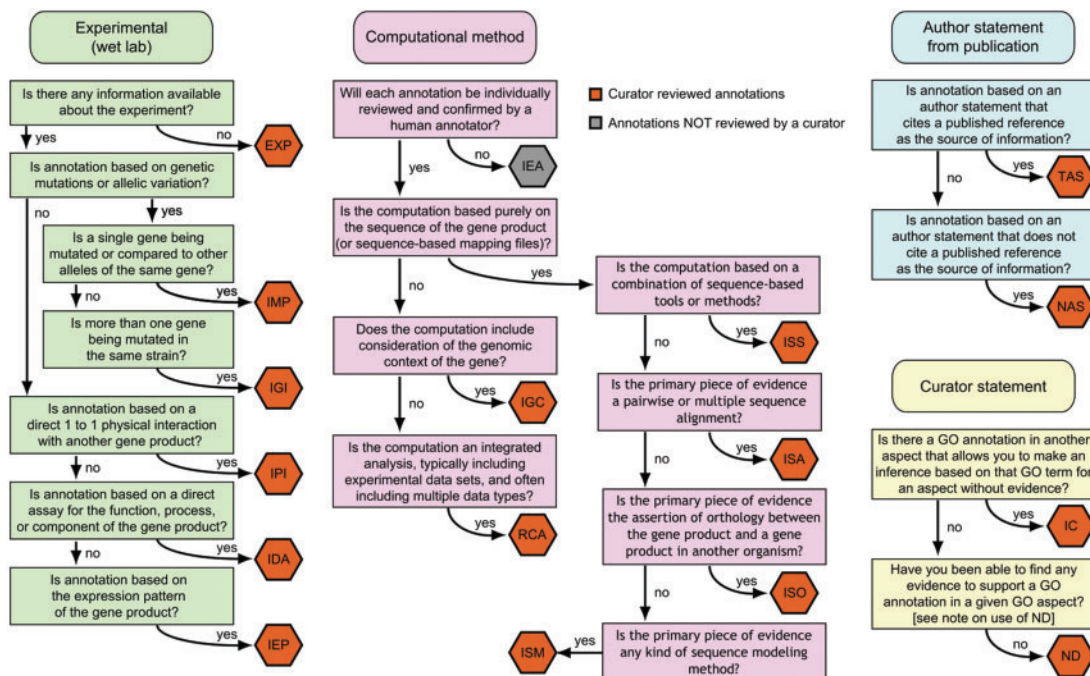 Experimental
(wet lab)
Is there any information available
about the experiment?
yes
no
EXP
Is annotation based on genetic
mutations or allelic variation?
no
yes
Is a single gene being
mutated or compared to other
alleles of the same gene?
no
yes
IMP
Is more than one gene
being mutated in
the same strain?
yes
IGI
Is annotation based on a
direct 1 to 1 physical interaction
with another gene product?
no
yes
IPI
Is annotation based on a direct
assay for the function, process,
or component of the gene product?
no
yes
IDA
Is annotation based on
the expression pattern
of the gene product?
yes
IEP
Computational method
Will each annotation be individually
reviewed and confirmed by a
human annotator?
yes
no
IEA
Is the computation based purely on
the sequence of the gene product
(or sequence-based mapping files)?
no
yes
Does the computation include
consideration of the genomic
context of the gene?
no
yes
IGC
Is the computation an integrated
analysis, typically including
experimental data sets, and often
including multiple data types?
yes
RCA
Curator reviewed annotations
Annotations NOT reviewed by a curator
Is the computation based on a
combination of sequence-based
tools or methods?
no
yes
ISS
Is the primary piece of evidence
a pairwise or multiple sequence
alignment?
no
yes
ISA
Is the primary piece of evidence
the assertion of orthology between
the gene product and a gene
product in another organism?
no
yes
ISO
Is the primary piece of evidence
any kind of sequence modeling
method?
yes
ISM
Author statement
from publication
Is annotation based on an
author statement that
cites a published reference
as the source of information?
no
yes
TAS
Is annotation based on an
author statement that does not
cite a published reference
as the source of information?
yes
NAS
Curator statement
Is there a GO annotation in another
aspect that allows you to make an
inference based on that GO term for
an aspect without evidence?
no
yes
IC
Have you been able to find any
evidence to support a GO
annotation in a given GO aspect?
[see note on use of ND]
no
ND